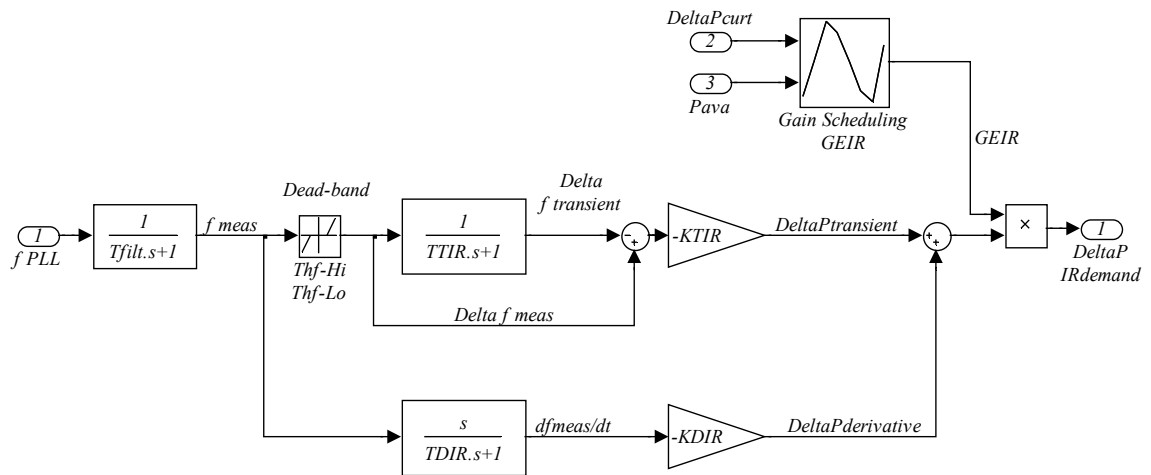 DeltaPcurt
2
3
Pava
Gain Scheduling
GEIR
GEIR
Dead-band
Delta
f transient
1
f PLL
1
Tfilt.s+1
f meas
Thf-Hi
Thf-Lo
1
TTIR.s+1
-
+
-KTIR
DeltaPtransient
+
+
×
1
DeltaP
IRdemand
Delta f meas
s
TDIR.s+1
dfmeas/dt
-KDIR
DeltaPderivative